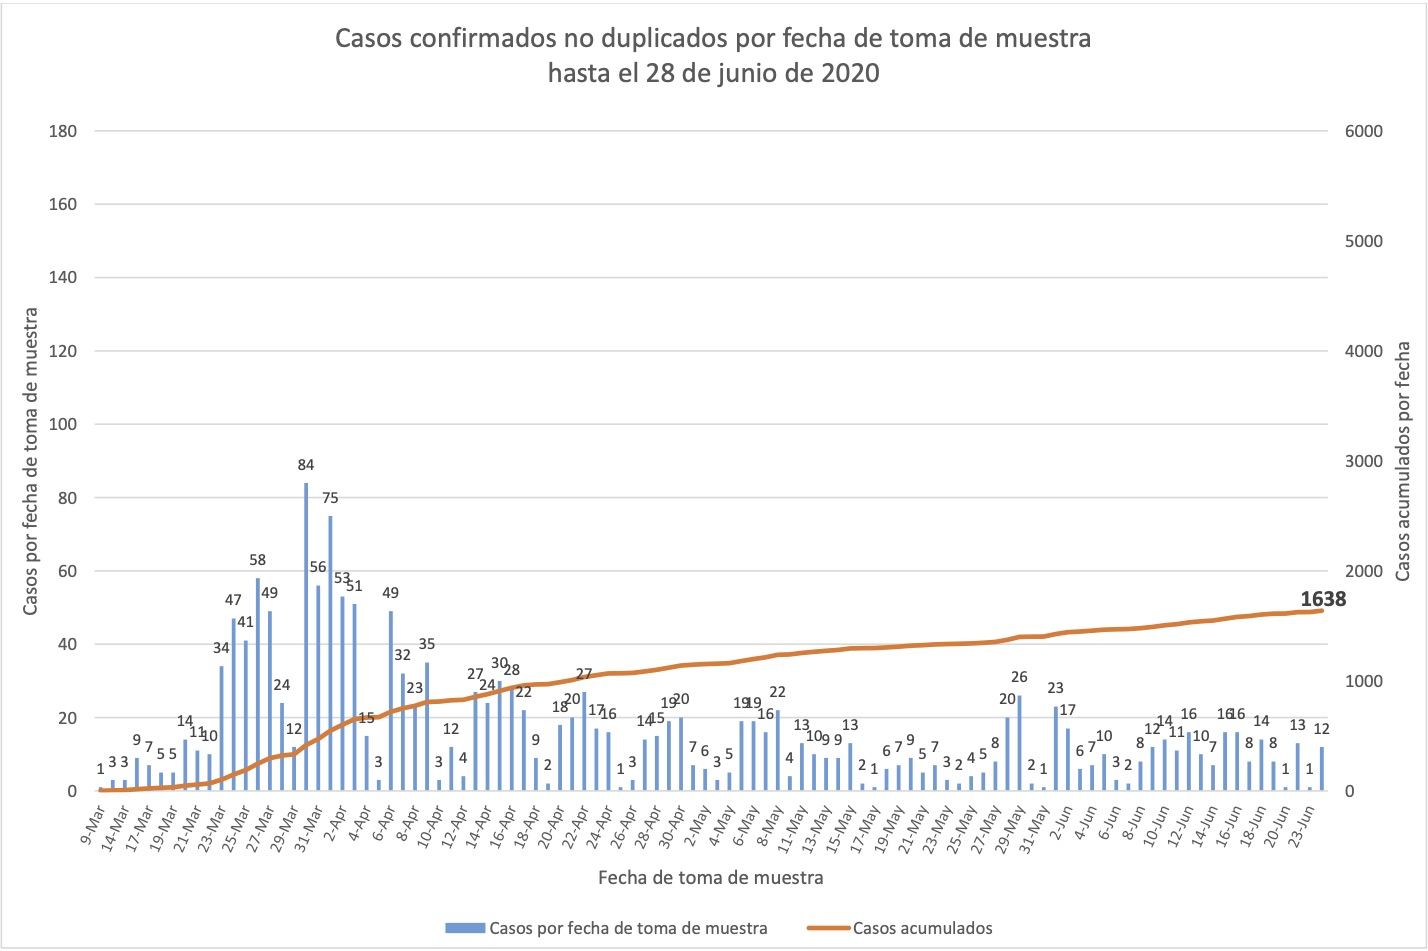 Casos confirmados no duplicados por fecha de toma de muestra
hasta el 28 de junio de 2020
Casos por fecha de toma de muestra
180
160
140
120
100
80
60
40
20
0
1 3 3 9 7 5 5 14 11 10 34 47 41 58 49 24 12 84 56 75 53 51 15 3 49 32 23 35 3 12 4 27 24 30 28 22 9 2 18 20 27 17 16 1 3 14 15 19 20 7 6 3 5 19 19 16 22 4 13 10 9 9 13 2 1 6 7 9 5 7 3 2 4 5 8 20 26 2 1 23 17 6 7 10 3 2 8 12 14 11 16 10 7 16 16 8 14 8 1 13 1 12
1638
6000
5000
4000
3000
2000
1000
0
Casos acumulados por fecha
9-Mar 14-Mar 17-Mar 19-Mar 21-Mar 23-Mar 25-Mar 27-Mar 29-Mar 31-Mar 2-Apr 4-Apr 6-Apr 8-Apr 10-Apr 12-Apr 14-Apr 16-Apr 18-Apr 20-Apr 22-Apr 24-Apr 26-Apr 28-Apr 30-Apr 2-May 4-May 6-May 8-May 11-May 13-May 15-May 17-May 19-May 21-May 23-May 25-May 27-May 29-May 31-May 2-Jun 4-Jun 6-Jun 8-Jun 10-Jun 12-Jun 14-Jun 16-Jun 18-Jun 20-Jun 23-Jun
Fecha de toma de muestra
Casos por fecha de toma de muestra
Casos acumulados